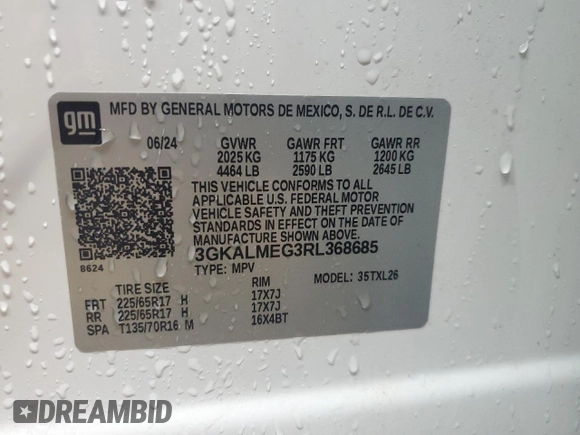 gm
MFD BY GENERAL MOTORS DE MEXICO, S. DE R.L. DE C.V.
06/24 GVWR GAWR FRT GAWR RR
2025 KG 1175 KG 1200 KG
4464 LB 2590 LB 2645 LB
THIS VEHICLE CONFORMS TO ALL
APPLICABLE U.S. FEDERAL MOTOR
VEHICLE SAFETY AND THEFT PREVENTION
STANDARDS IN EFFECT ON THE DATE OF
MANUFACTURE SHOWN ABOVE.
3GKALMEG3RL368685
8624
TYPE: MPV MODEL: 35TXL26
TIRE SIZE RIM
FRT 225/65R17 H 17X7J
RR 225/65R17 H 17X7J
SPA T135/70R16 M 16X4BT
DREAMBID